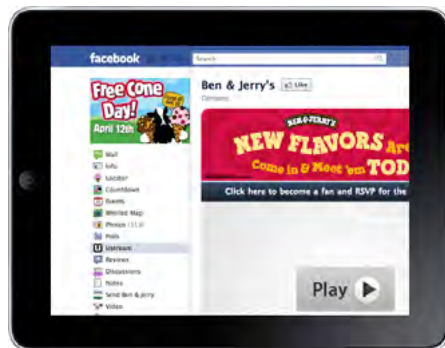 facebook
Search
Free Cone
Day!
April 12th
Ben & Jerry's
Like
Company
BEN & JERRY'S
NEW FLAVORS Are
Come in & Meet 'em TOD
Click here to become a fan and RSVP for the
Wall
Info
Locator
Countdown
Events
Photos
Polls
Ustream
Reviews
Discussions
Notes
Send Ben & Jerry
Video
Play